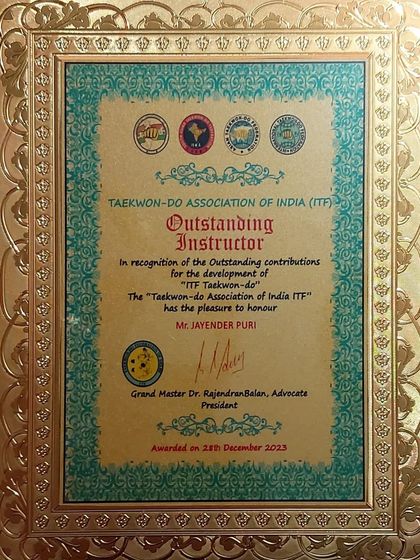 TAEKWON-DO ASSOCIATION OF INDIA (ITF)
Outstanding
Instructor
In recognition of the Outstanding contributions
for the development of
"ITF Taekwon-do"
The "Taekwon-do Association of India ITF"
has the pleasure to honour
Mr. JAYENDER PURI
Grand Master Dr. RajendranBalan, Advocate
President
Awarded on 28th December 2023